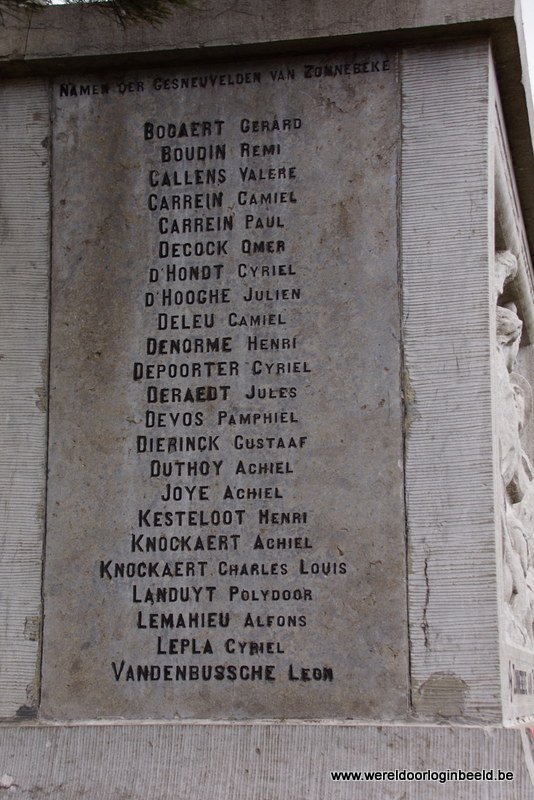 NAMEN DER GESNEUVELDEN VAN ZONNEBEKE
BOGAERT GERARD
BOUDIN REMI
CALLENS VALERE
CARREIN CAMIEL
CARREIN PAUL
DECOCK OMER
D'HONDT CYRIEL
D'HOOGHE JULIEN
DELEU CAMIEL
DENORME HENRI
DEPOORTER CYRIEL
DERAEDT JULES
DEVOS PAMPHIEL
DIERINCK GUSTAAF
DUTHOY ACHIEL
JOYE ACHIEL
KESTELOOT HENRI
KNOCKAERT ACHIEL
KNOCKAERT CHARLES LOUIS
LANDUYT POLYDOOR
LEMAHIEU ALFONS
LEPLA CYRIEL
VANDENBUSSCHE LEON
www.wereldoorloginbeeld.be